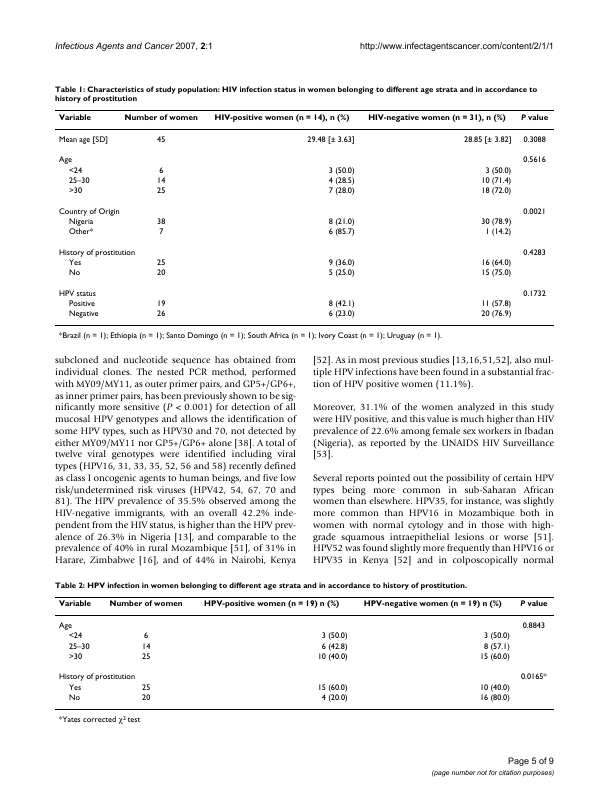 Infectious Agents and Cancer 2007, 2:1
http://www.infectagentscancer.com/content/2/1/1
Table 1: Characteristics of study population: HIV infection status in women belonging to different age strata and in accordance to
history of prostitution
Variable Number of women HIV-positive women (n = 14), n (%) HIV-negative women (n = 31), n (%) P value
Mean age [SD] 45 29.48 [± 3.63] 28.85 [± 3.82] 0.3088
Age 0.5616
<24 6 3 (50.0) 3 (50.0)
25–30 14 4 (28.5) 10 (71.4)
>30 25 7 (28.0) 18 (72.0)
Country of Origin 0.0021
Nigeria 38 8 (21.0) 30 (78.9)
Other* 7 6 (85.7) 1 (14.2)
History of prostitution 0.4283
Yes 25 9 (36.0) 16 (64.0)
No 20 5 (25.0) 15 (75.0)
HPV status 0.1732
Positive 19 8 (42.1) 11 (57.8)
Negative 26 6 (23.0) 20 (76.9)
*Brazil (n = 1); Ethiopia (n = 1); Santo Domingo (n = 1); South Africa (n = 1); Ivory Coast (n = 1); Uruguay (n = 1).
subcloned and nucleotide sequence has obtained from
individual clones. The nested PCR method, performed
with MY09/MY11, as outer primer pairs, and GP5+/GP6+,
as inner primer pairs, has been previously shown to be sig-
nificantly more sensitive (P < 0.001) for detection of all
mucosal HPV genotypes and allows the identification of
some HPV types, such as HPV30 and 70, not detected by
either MY09/MY11 nor GP5+/GP6+ alone [38]. A total of
twelve viral genotypes were identified including viral
types (HPV16, 31, 33, 35, 52, 56 and 58) recently defined
as class I oncogenic agents to human beings, and five low
risk/undetermined risk viruses (HPV42, 54, 67, 70 and
81). The HPV prevalence of 35.5% observed among the
HIV-negative immigrants, with an overall 42.2% inde-
pendent from the HIV status, is higher than the HPV prev-
alence of 26.3% in Nigeria [13], and comparable to the
prevalence of 40% in rural Mozambique [51], of 31% in
Harare, Zimbabwe [16], and of 44% in Nairobi, Kenya
[52]. As in most previous studies [13,16,51,52], also mul-
tiple HPV infections have been found in a substantial frac-
tion of HPV positive women (11.1%).
Moreover, 31.1% of the women analyzed in this study
were HIV positive, and this value is much higher than HIV
prevalence of 22.6% among female sex workers in Ibadan
(Nigeria), as reported by the UNAIDS HIV Surveillance
[53].
Several reports pointed out the possibility of certain HPV
types being more common in sub-Saharan African
women than elsewhere. HPV35, for instance, was slightly
more common than HPV16 in Mozambique both in
women with normal cytology and in those with high-
grade squamous intraepithelial lesions or worse [51].
HPV52 was found slightly more frequently than HPV16 or
HPV35 in Kenya [52] and in colposcopically normal
Table 2: HPV infection in women belonging to different age strata and in accordance to history of prostitution.
Variable Number of women HPV-positive women (n = 19) n (%) HPV-negative women (n = 19) n (%) P value
Age 0.8843
<24 6 3 (50.0) 3 (50.0)
25–30 14 6 (42.8) 8 (57.1)
>30 25 10 (40.0) 15 (60.0)
History of prostitution 0.0165*
Yes 25 15 (60.0) 10 (40.0)
No 20 4 (20.0) 16 (80.0)
*Yates corrected χ² test
Page 5 of 9
(page number not for citation purposes)